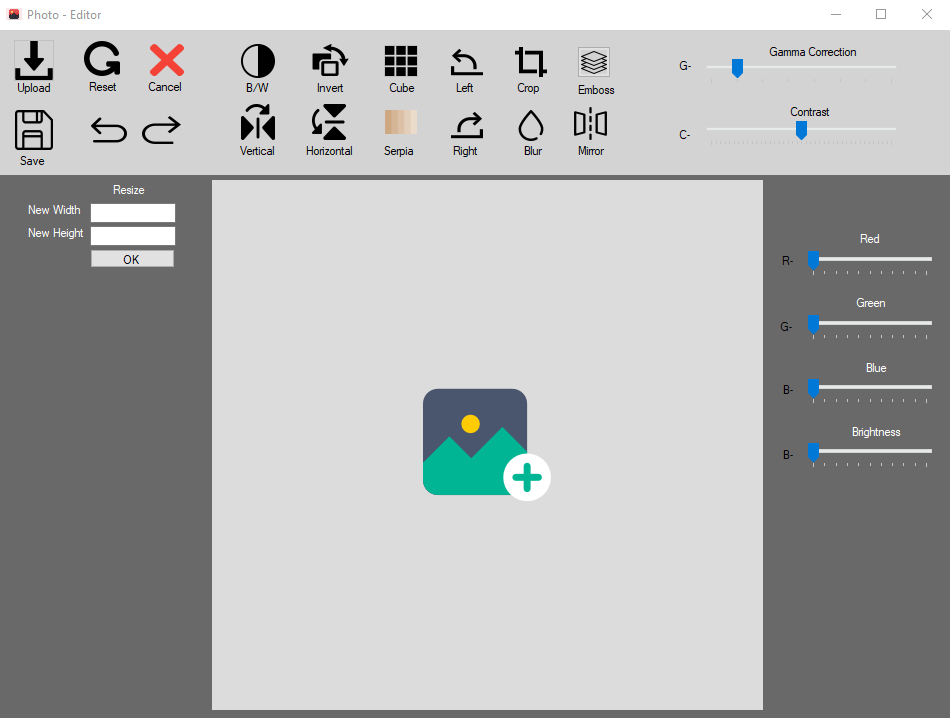 Photo - Editor
Upload
Reset
Cancel
B/W
Invert
Cube
Left
Crop
Emboss
Gamma Correction
G-
Save
Vertical
Horizontal
Serpia
Right
Blur
Mirror
Contrast
C-
Resize
New Width
New Height
OK
Red
R-
Green
G-
Blue
B-
Brightness
B-